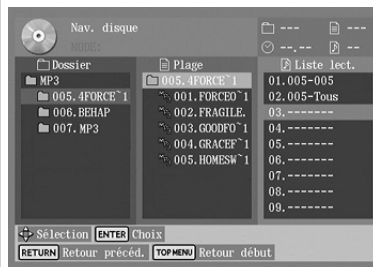 Nav. disque
MODE:
--- ---
--.-- --
Dossier
Plage
Liste lect.
MP3
005.4FORCE~1
006.BEHAP
007.MP3
005.4FORCE~1
001.FORCEO~1
002.FRAGILE.
003.GOODFO~1
004.GRACEF~1
005.HOMESW~1
01.005-005
02.005-Tous
03.-------
04.-------
05.-------
06.-------
07.-------
08.-------
09.-------
Sélection ENTER Choix
RETURN Retour précéd. TOPMENU Retour début